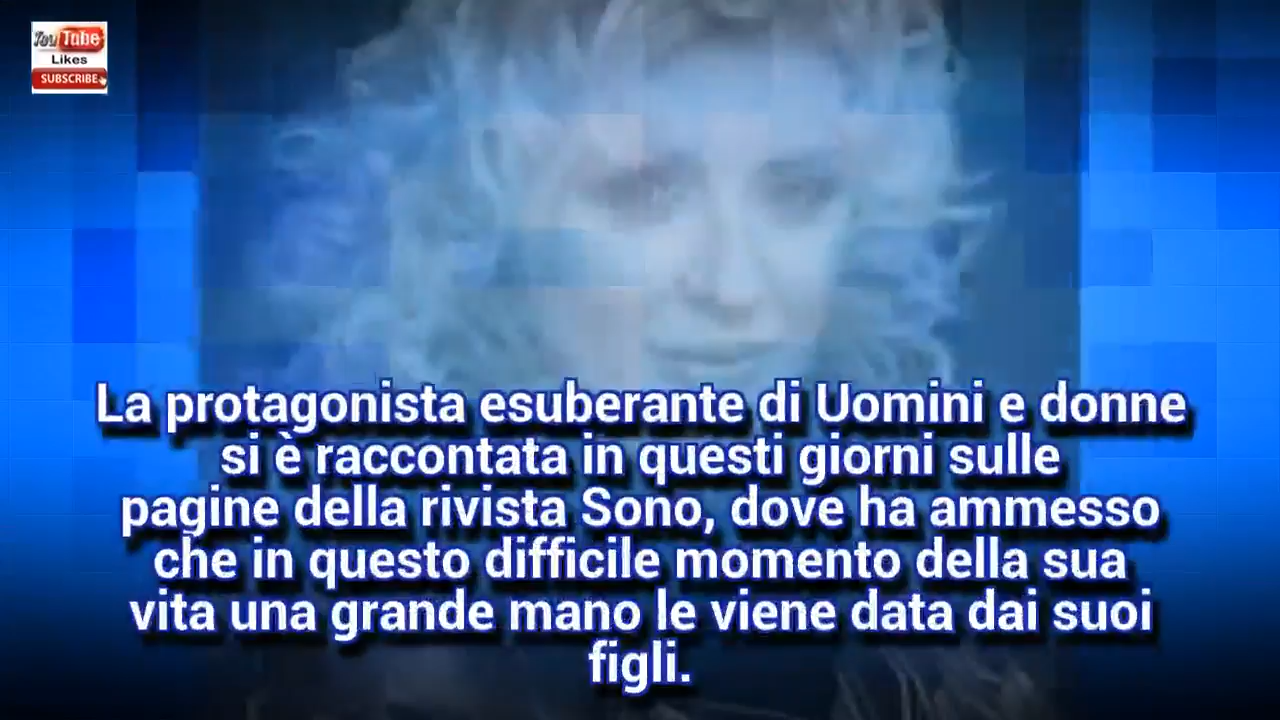 You Tube
Likes
SUBSCRIBE
La protagonista esuberante di Uomini e donne
si è raccontata in questi giorni sulle
pagine della rivista Sono, dove ha ammesso
che in questo difficile momento della sua
vita una grande mano le viene data dai suoi
figli.